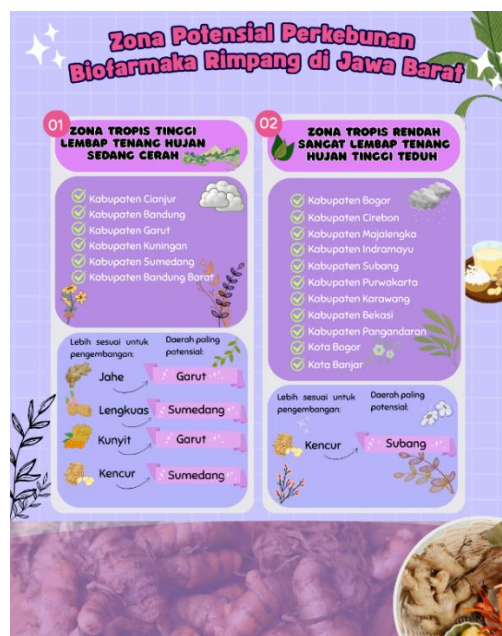 Zona Potensial Perkebunan
Biofarmaka Rimpang di Jawa Barat
01
ZONA TROPIS TINGGI
LEMBAP TENANG HUJAN
SEDANG CERAH
Kabupaten Cianjur
Kabupaten Bandung
Kabupaten Garut
Kabupaten Kuningan
Kabupaten Sumedang
Kabupaten Bandung Barat
Lebih sesuai untuk
pengembangan:
Daerah paling
potensial:
Jahe
Garut
Lengkuas
Sumedang
Kunyit
Garut
Kencur
Sumedang
02
ZONA TROPIS RENDAH
SANGAT LEMBAP TENANG
HUJAN TINGGI TEDUH
Kabupaten Bogor
Kabupaten Cirebon
Kabupaten Majalengka
Kabupaten Indramayu
Kabupaten Subang
Kabupaten Purwakarta
Kabupaten Karawang
Kabupaten Bekasi
Kabupaten Pangandaran
Kota Bogor
Kota Banjar
Lebih sesuai untuk
pengembangan:
Daerah paling
potensial:
Kencur
Subang